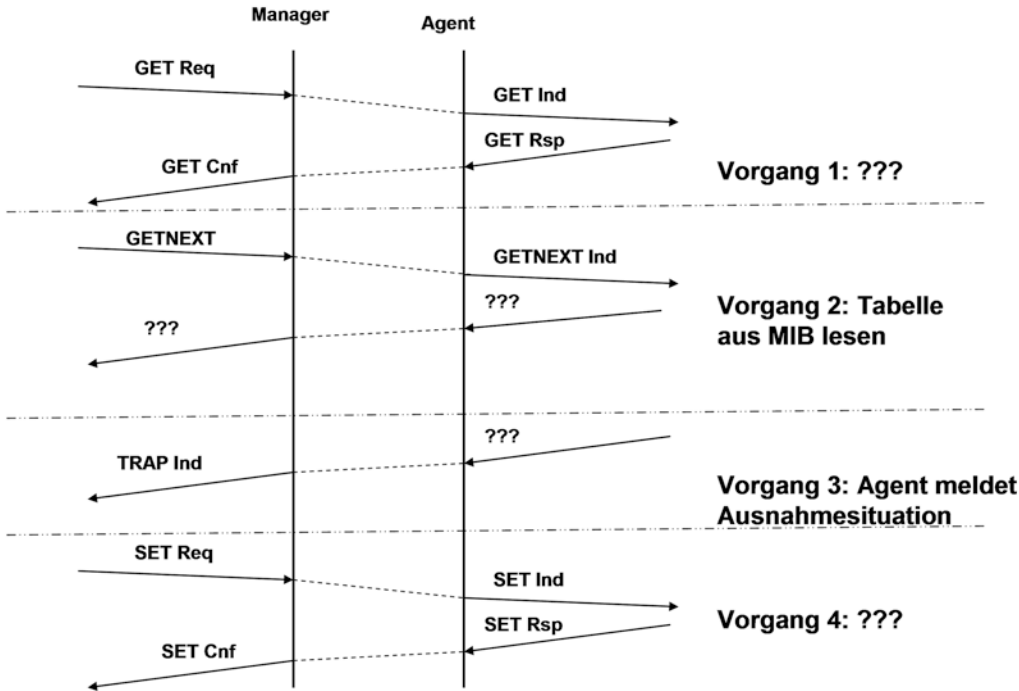 Manager
Agent
GET Req
GET Ind
GET Rsp
GET Cnf
Vorgang 1: ???
GETNEXT
GETNEXT Ind
???
???
Vorgang 2: Tabelle
aus MIB lesen
???
TRAP Ind
Vorgang 3: Agent meldet
Ausnahmesituation
SET Req
SET Ind
SET Rsp
SET Cnf
Vorgang 4: ???